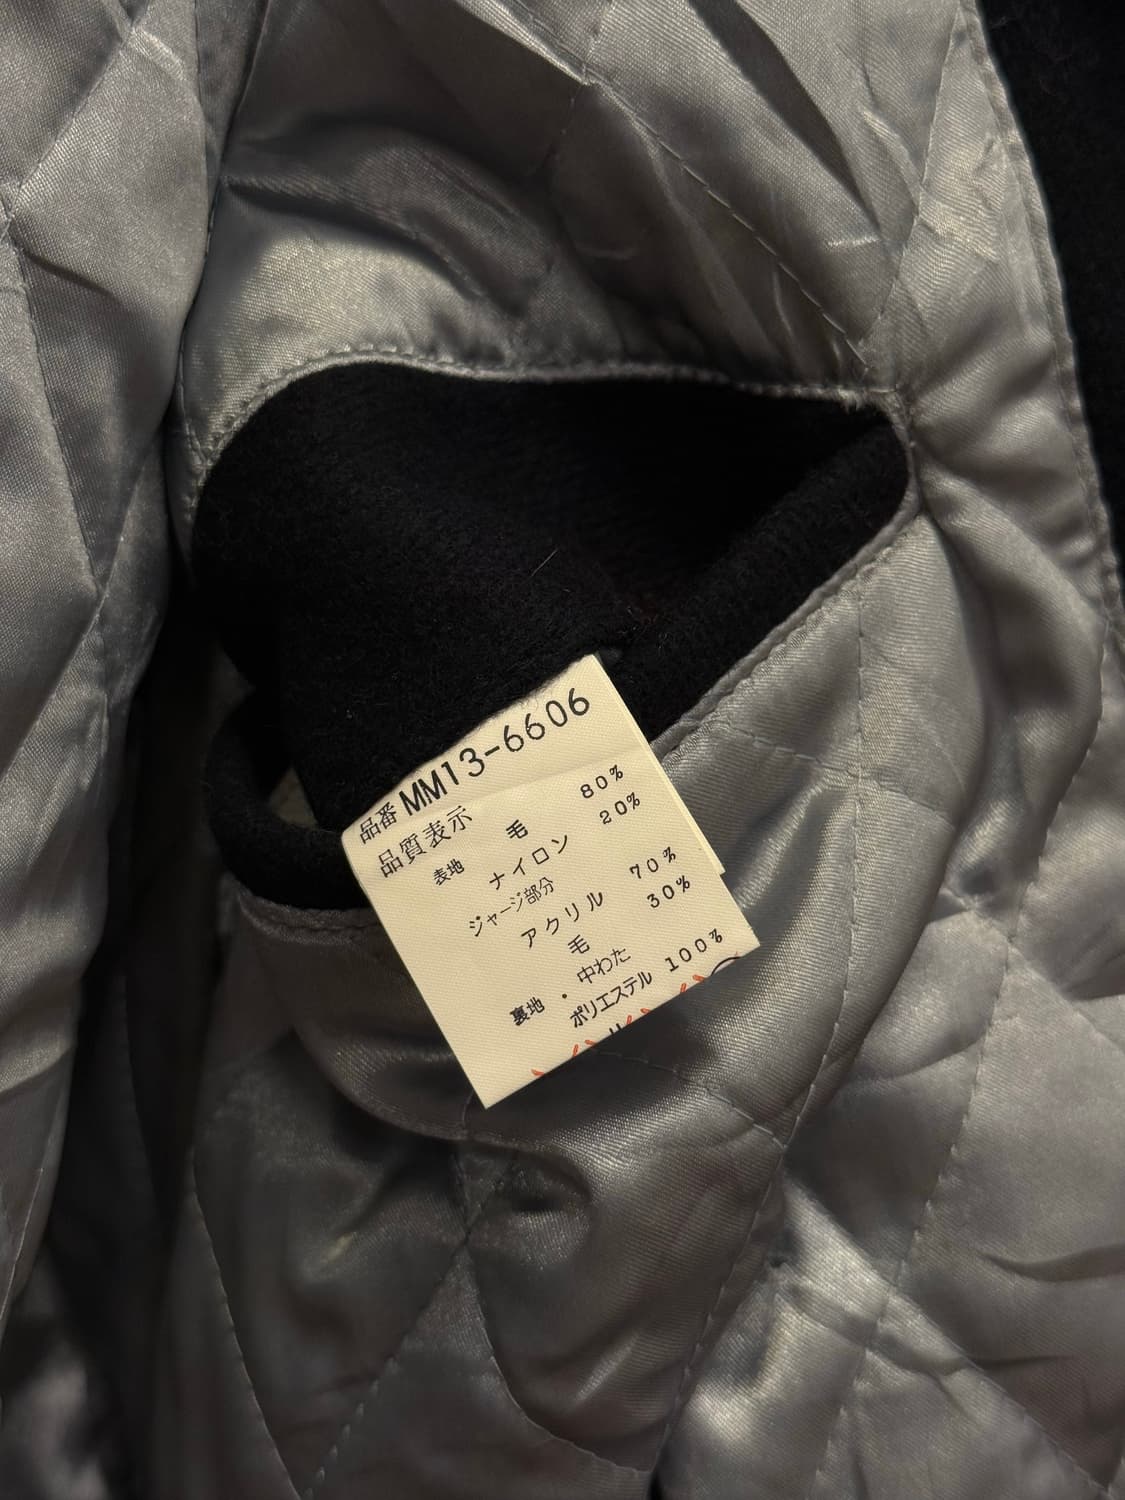 品番 MM13-6606
品質表示
表地 毛 80%
ナイロン 20%
ジャージ部分
アクリル 70%
毛 30%
裏地・中わた
ポリエステル 100%